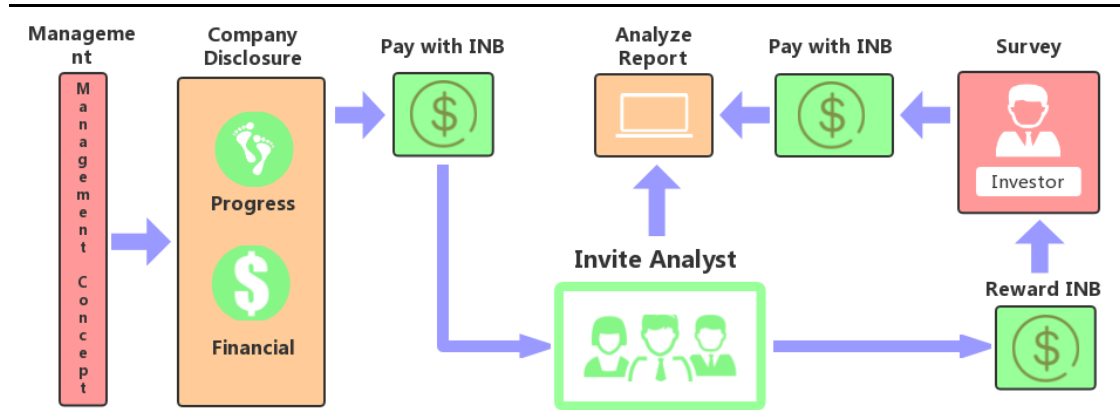 Manageme
nt
Management Concept
Company
Disclosure
Progress
Financial
Pay with INB
Analyze
Report
Pay with INB
Survey
Investor
Invite Analyst
Reward INB